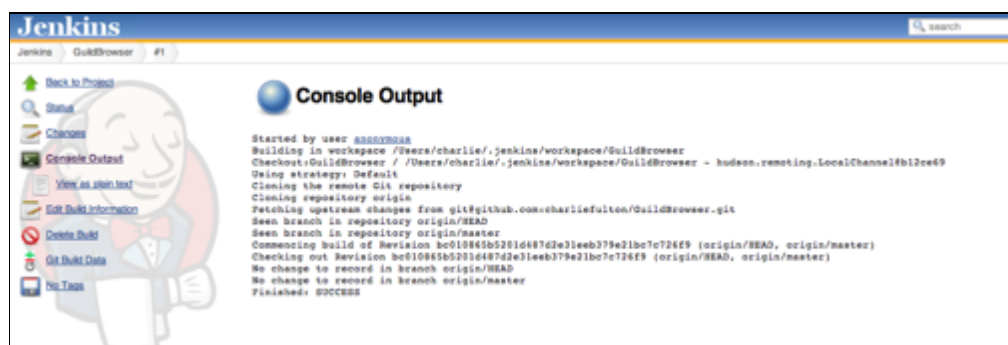 Jenkins
search
Jenkins GuildBrowser #1
Back to Project
Status
Changes
Console Output
View as plain text
Edit Build Information
Delete Build
Git Build Data
No Tags
Console Output
Started by user anonymous
Building in workspace /Users/charlie/.jenkins/workspace/GuildBrowser
Checkout:GuildBrowser / /Users/charlie/.jenkins/workspace/GuildBrowser - hudson.remoting.LocalChannel@b12ce69
Using strategy: Default
Cloning the remote Git repository
Cloning repository origin
Fetching upstream changes from git@github.com:charliefulton/GuildBrowser.git
Seen branch in repository origin/HEAD
Seen branch in repository origin/master
Commencing build of Revision bc010865b5201d487d2e31eeb379e21bc7c726f9 (origin/HEAD, origin/master)
Checking out Revision bc010865b5201d487d2e31eeb379e21bc7c726f9 (origin/HEAD, origin/master)
No change to record in branch origin/HEAD
No change to record in branch origin/master
Finished: SUCCESS